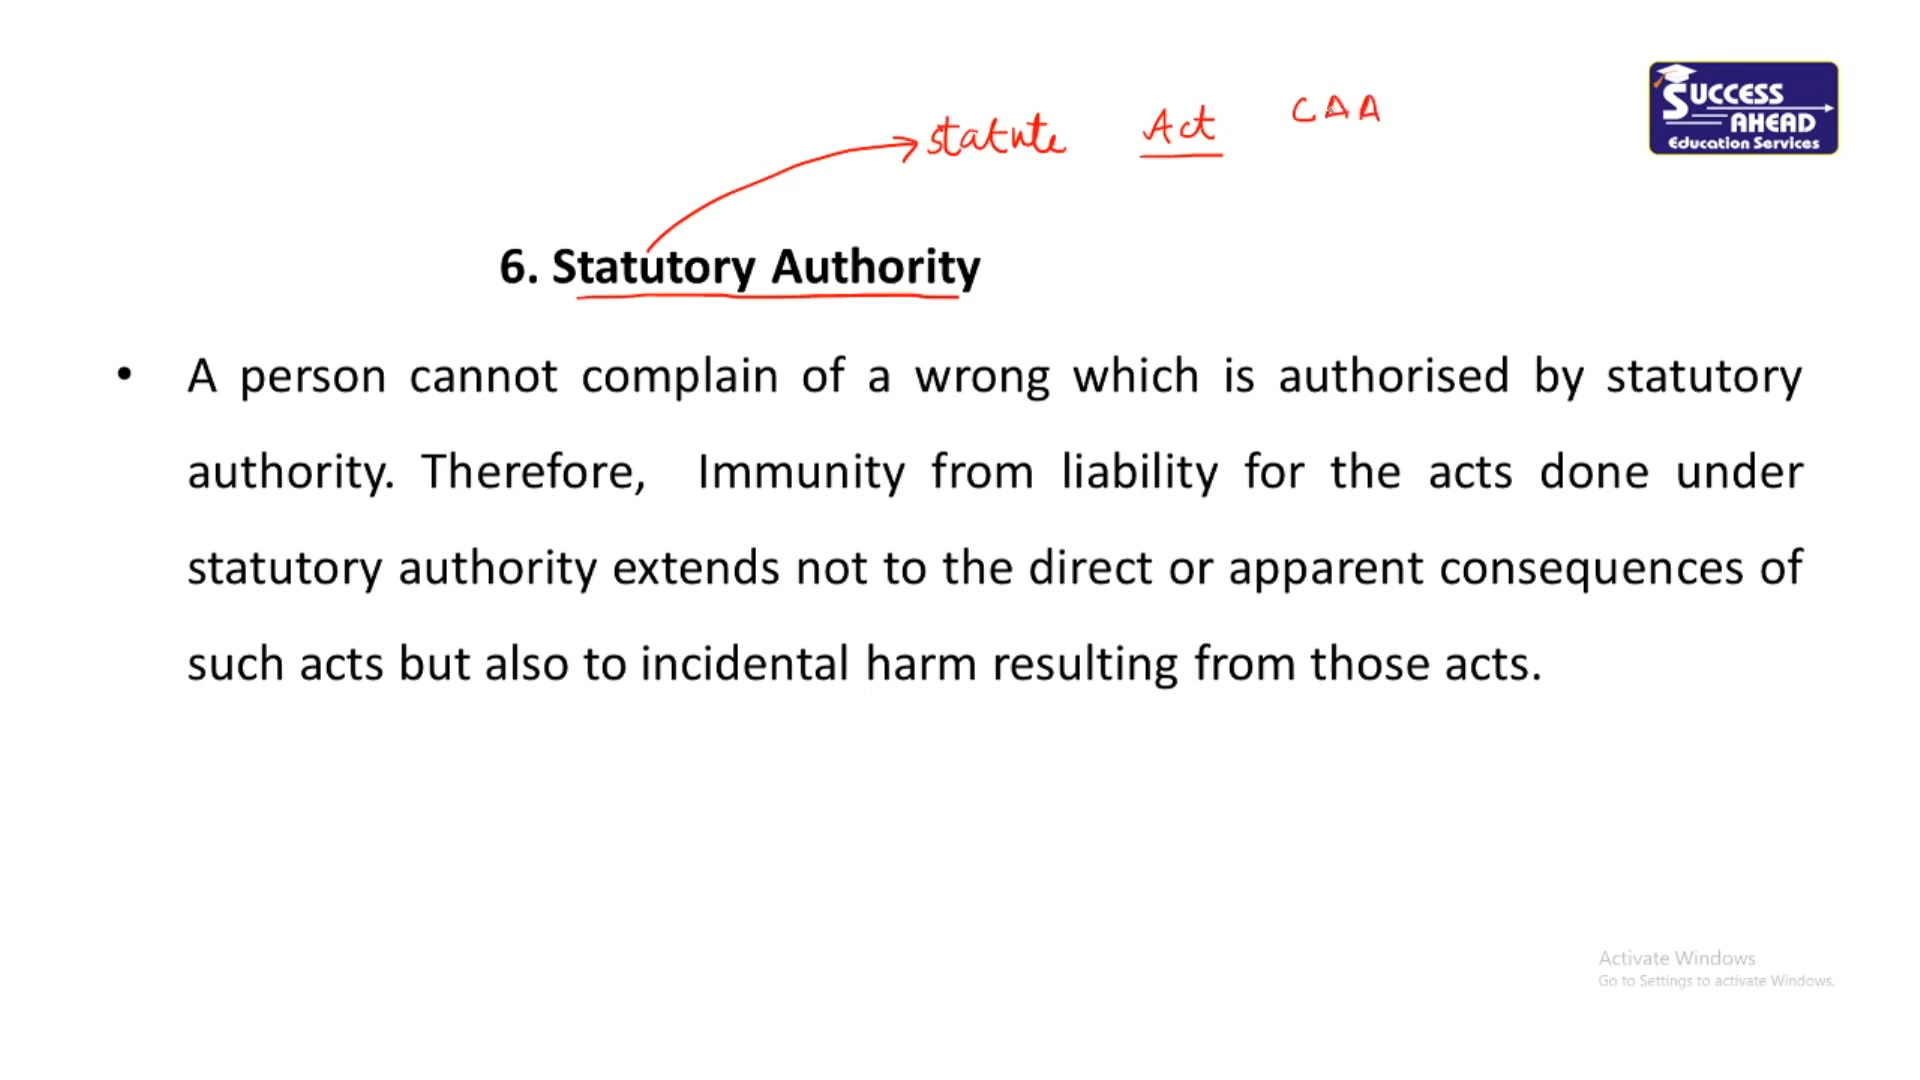 SUCCESS
AHEAD
Education Services
statute Act CAA
6. Statutory Authority
• A person cannot complain of a wrong which is authorised by statutory
authority. Therefore, Immunity from liability for the acts done under
statutory authority extends not to the direct or apparent consequences of
such acts but also to incidental harm resulting from those acts.
Activate Windows
Go to Settings to activate Windows.